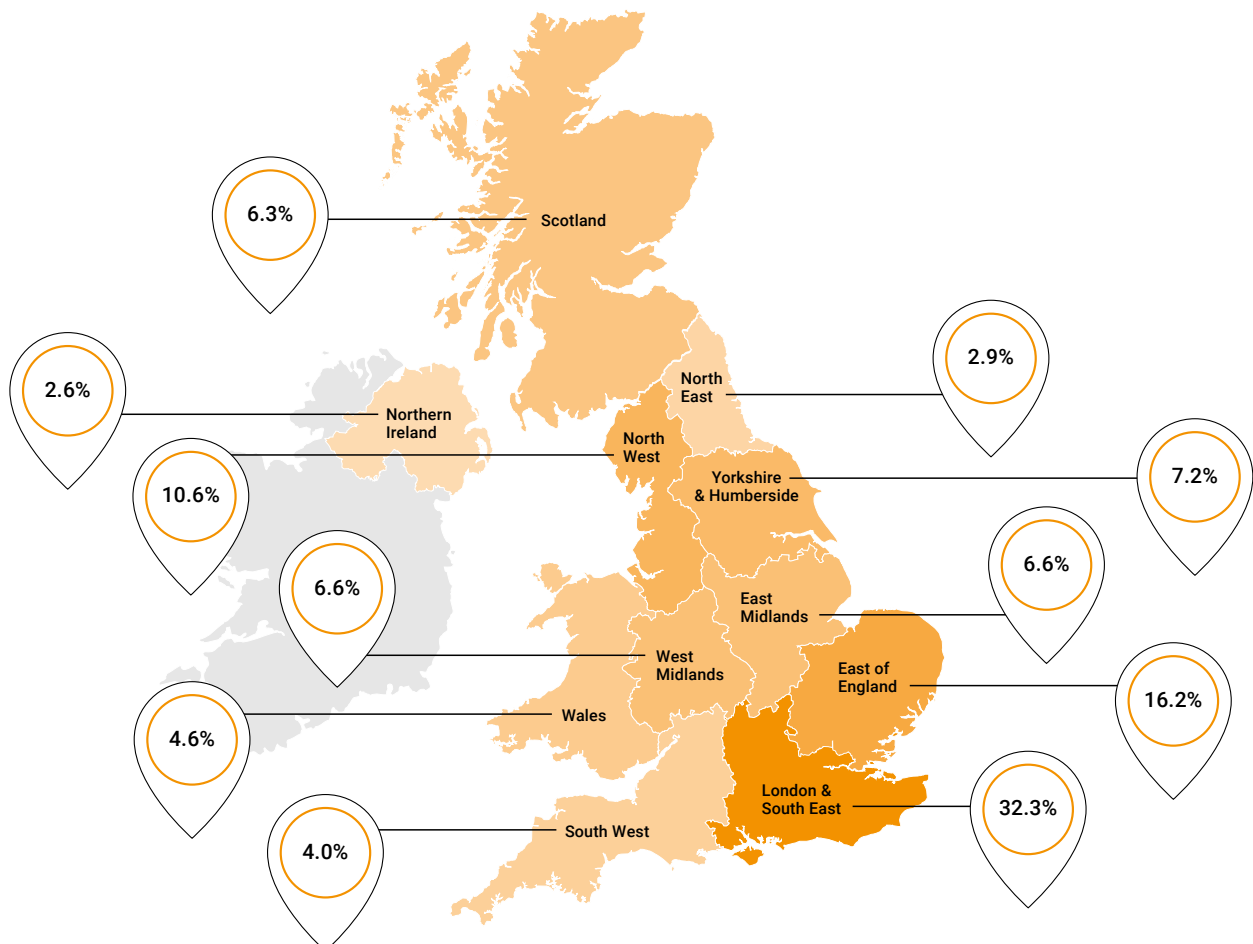 6.3%
Scotland
2.9%
2.6%
North
East
Northern
Ireland
North
West
10.6%
Yorkshire
& Humberside
7.2%
6.6%
East
Midlands
6.6%
West
Midlands
East of
England
16.2%
4.6%
Wales
London &
South East
32.3%
4.0%
South West